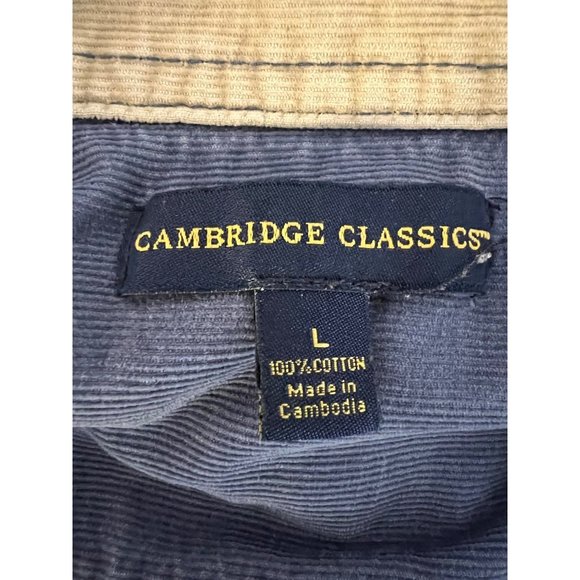 CAMBRIDGE CLASSICS™
L
100% COTTON
Made in
Cambodia